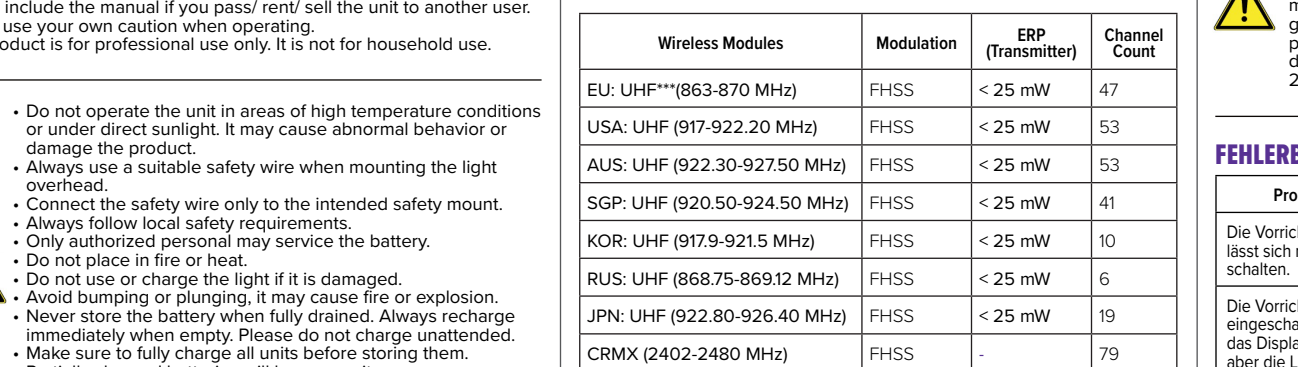 include the manual if you pass/ rent/ sell the unit to another user.
use your own caution when operating.
product is for professional use only. It is not for household use.
• Do not operate the unit in areas of high temperature conditions
or under direct sunlight. It may cause abnormal behavior or
damage the product.
• Always use a suitable safety wire when mounting the light
overhead.
• Connect the safety wire only to the intended safety mount.
• Always follow local safety requirements.
• Only authorized personal may service the battery.
• Do not place in fire or heat.
• Do not use or charge the light if it is damaged.
• Avoid bumping or plunging, it may cause fire or explosion.
• Never store the battery when fully drained. Always recharge
immediately when empty. Please do not charge unattended.
• Make sure to fully charge all units before storing them.
Wireless Modules Modulation ERP (Transmitter) Channel Count
EU: UHF***(863-870 MHz) FHSS < 25 mW 47
USA: UHF (917-922.20 MHz) FHSS < 25 mW 53
AUS: UHF (922.30-927.50 MHz) FHSS < 25 mW 53
SGP: UHF (920.50-924.50 MHz) FHSS < 25 mW 41
KOR: UHF (917.9-921.5 MHz) FHSS < 25 mW 10
RUS: UHF (868.75-869.12 MHz) FHSS < 25 mW 6
JPN: UHF (922.80-926.40 MHz) FHSS < 25 mW 19
CRMX (2402-2480 MHz) FHSS - 79
2
FEHLERE
Pro
Die Vorric
lässt sich
schalten.
Die Vorric
eingescha
das Displa
aber die L